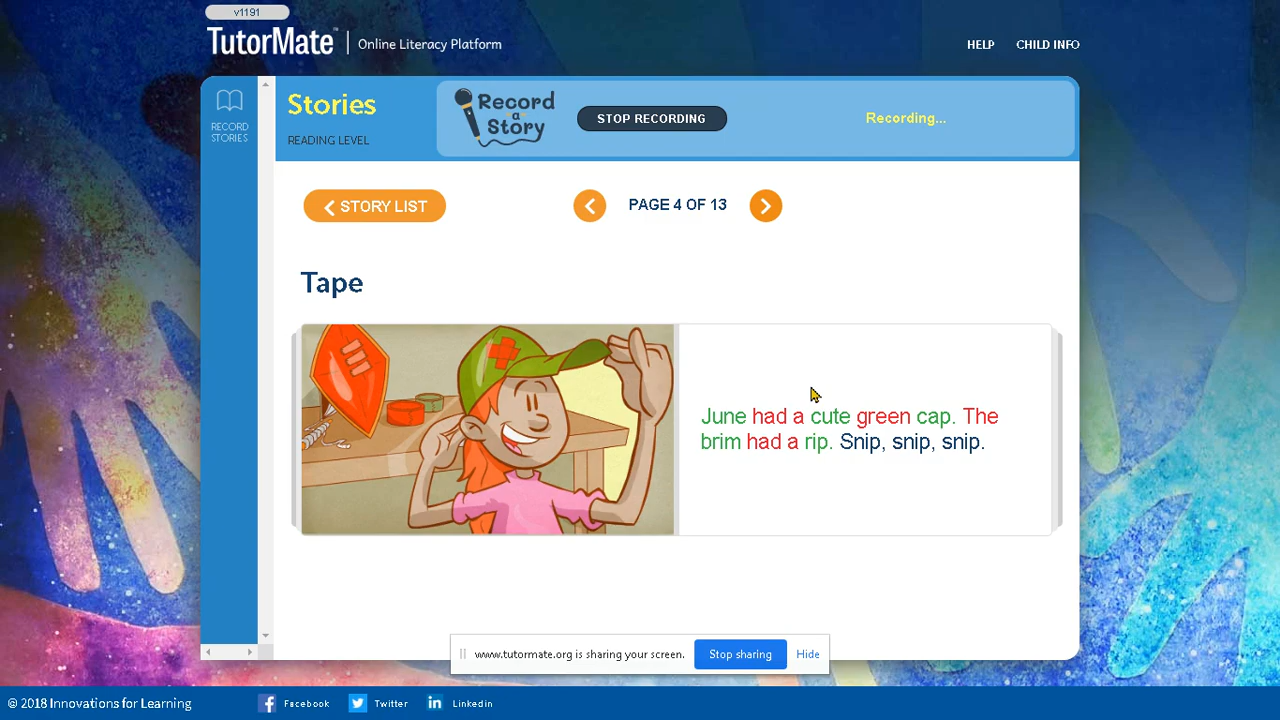 v1191
TutorMate | Online Literacy Platform
HELP CHILD INFO
RECORD
STORIES
Stories
READING LEVEL
Record
a
Story
STOP RECORDING
Recording...
STORY LIST
PAGE 4 OF 13
Tape
June had a cute green cap. The
brim had a rip. Snip, snip, snip.
www.tutormate.org is sharing your screen. Stop sharing Hide
© 2018 Innovations for Learning Facebook Twitter Linkedin